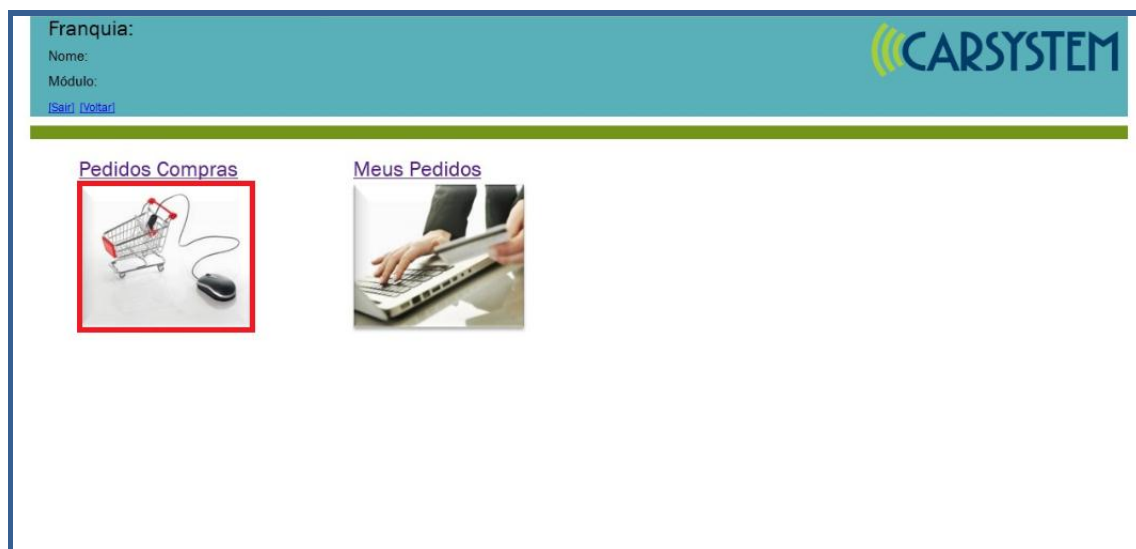 Franquia:
CARSYSTEM
Nome:
Módulo:
[Sair] [Voltar]
Pedidos Compras
Meus Pedidos